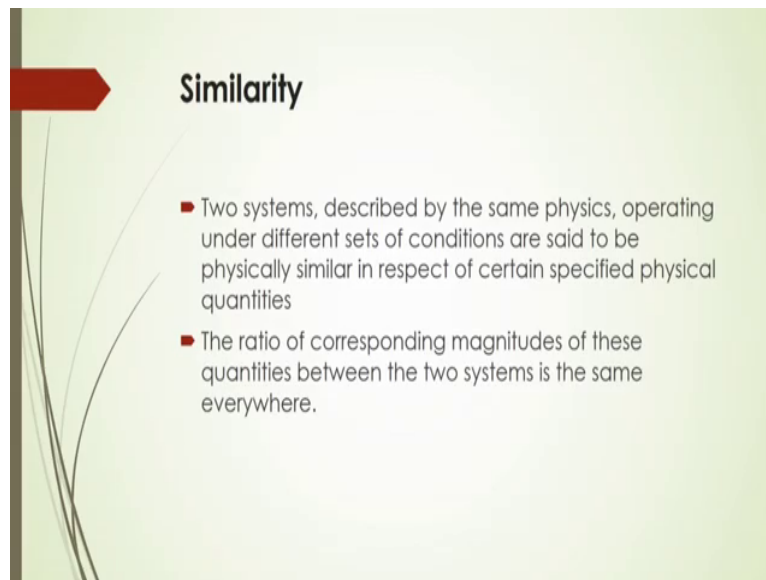 Similarity
Two systems, described by the same physics, operating
under different sets of conditions are said to be
physically similar in respect of certain specified physical
quantities
The ratio of corresponding magnitudes of these
quantities between the two systems is the same
everywhere.